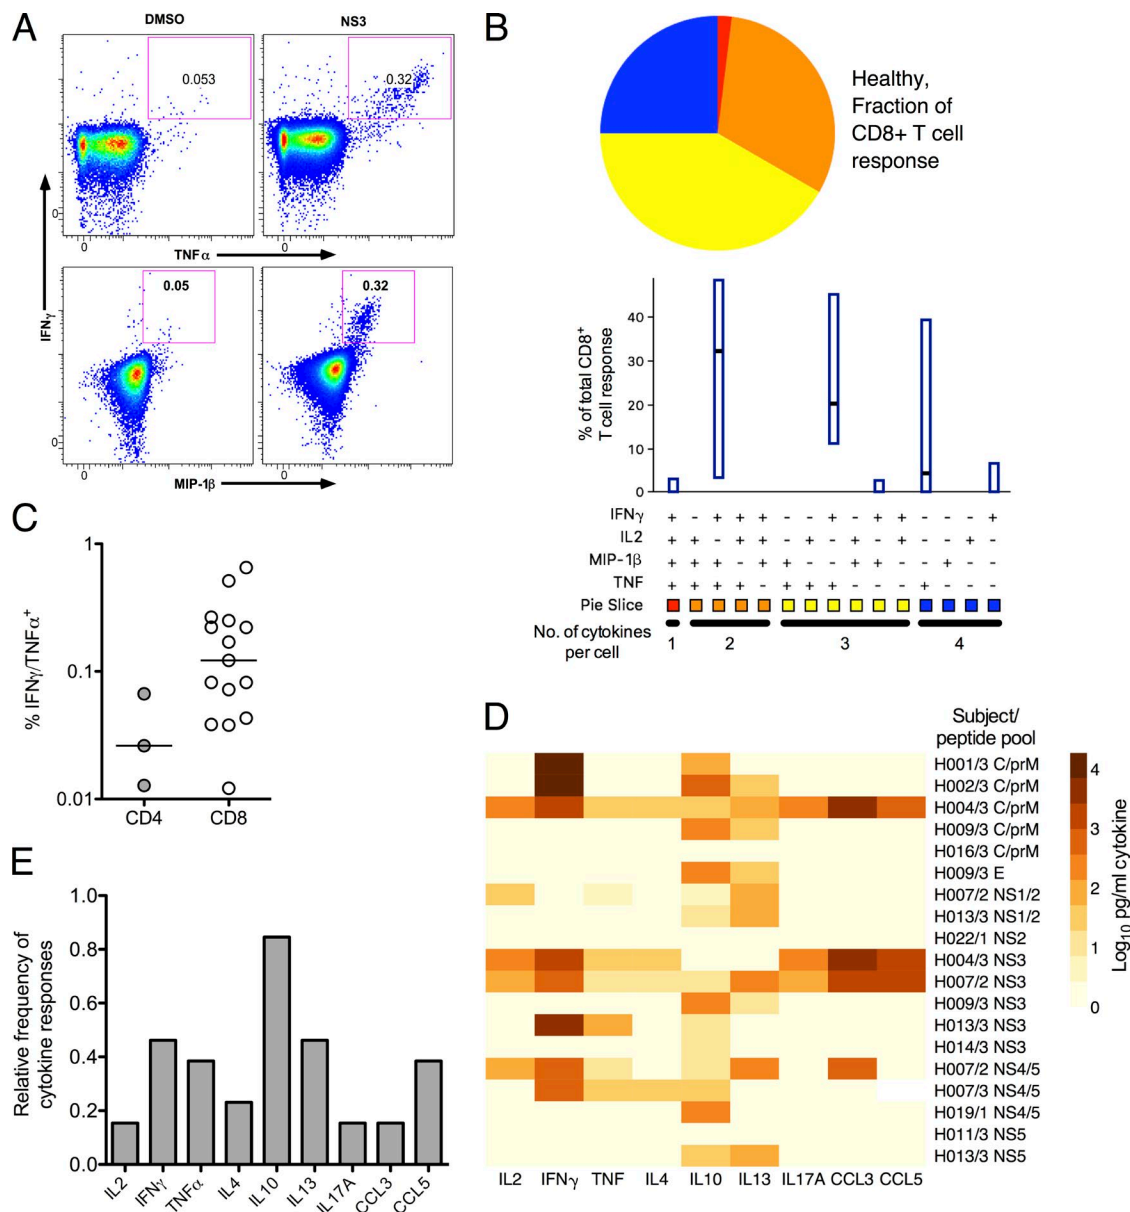 A
DMSO
NS3
0.053
0.32
0
0
0
TNFα
0.05
0.32
0
0
0
IFNγ
MIP-1β
B
Healthy,
Fraction of
CD8+ T cell
response
% of total CD8+
T cell response
40
30
20
10
0
IFNγ + - + + + - - + - + + - - - +
IL2 + + - + + - + - - - + - - + -
MIP-1β + + + - + + - - + + - - + - -
TNF + + + + - + + + + - - + - - -
Pie Slice
No. of cytokines
per cell
1 2 3 4
C
% IFNγ/TNFα+
1
0.1
0.01
CD4 CD8
D
Subject/
peptide pool
H001/3 C/prM
H002/3 C/prM
H004/3 C/prM
H009/3 C/prM
H016/3 C/prM
H009/3 E
H007/2 NS1/2
H013/3 NS1/2
H022/1 NS2
H004/3 NS3
H007/2 NS3
H009/3 NS3
H013/3 NS3
H014/3 NS3
H007/2 NS4/5
H007/3 NS4/5
H019/1 NS4/5
H011/3 NS5
H013/3 NS5
IL2 IFNγ TNF IL4 IL10 IL13 IL17A CCL3 CCL5
4
3
2
1
0
Log10 pg/ml cytokine
E
Relative frequency of
cytokine responses
1.0
0.8
0.6
0.4
0.2
0.0
IL2 IFNγ TNFα IL4 IL10 IL13 IL17A CCL3 CCL5